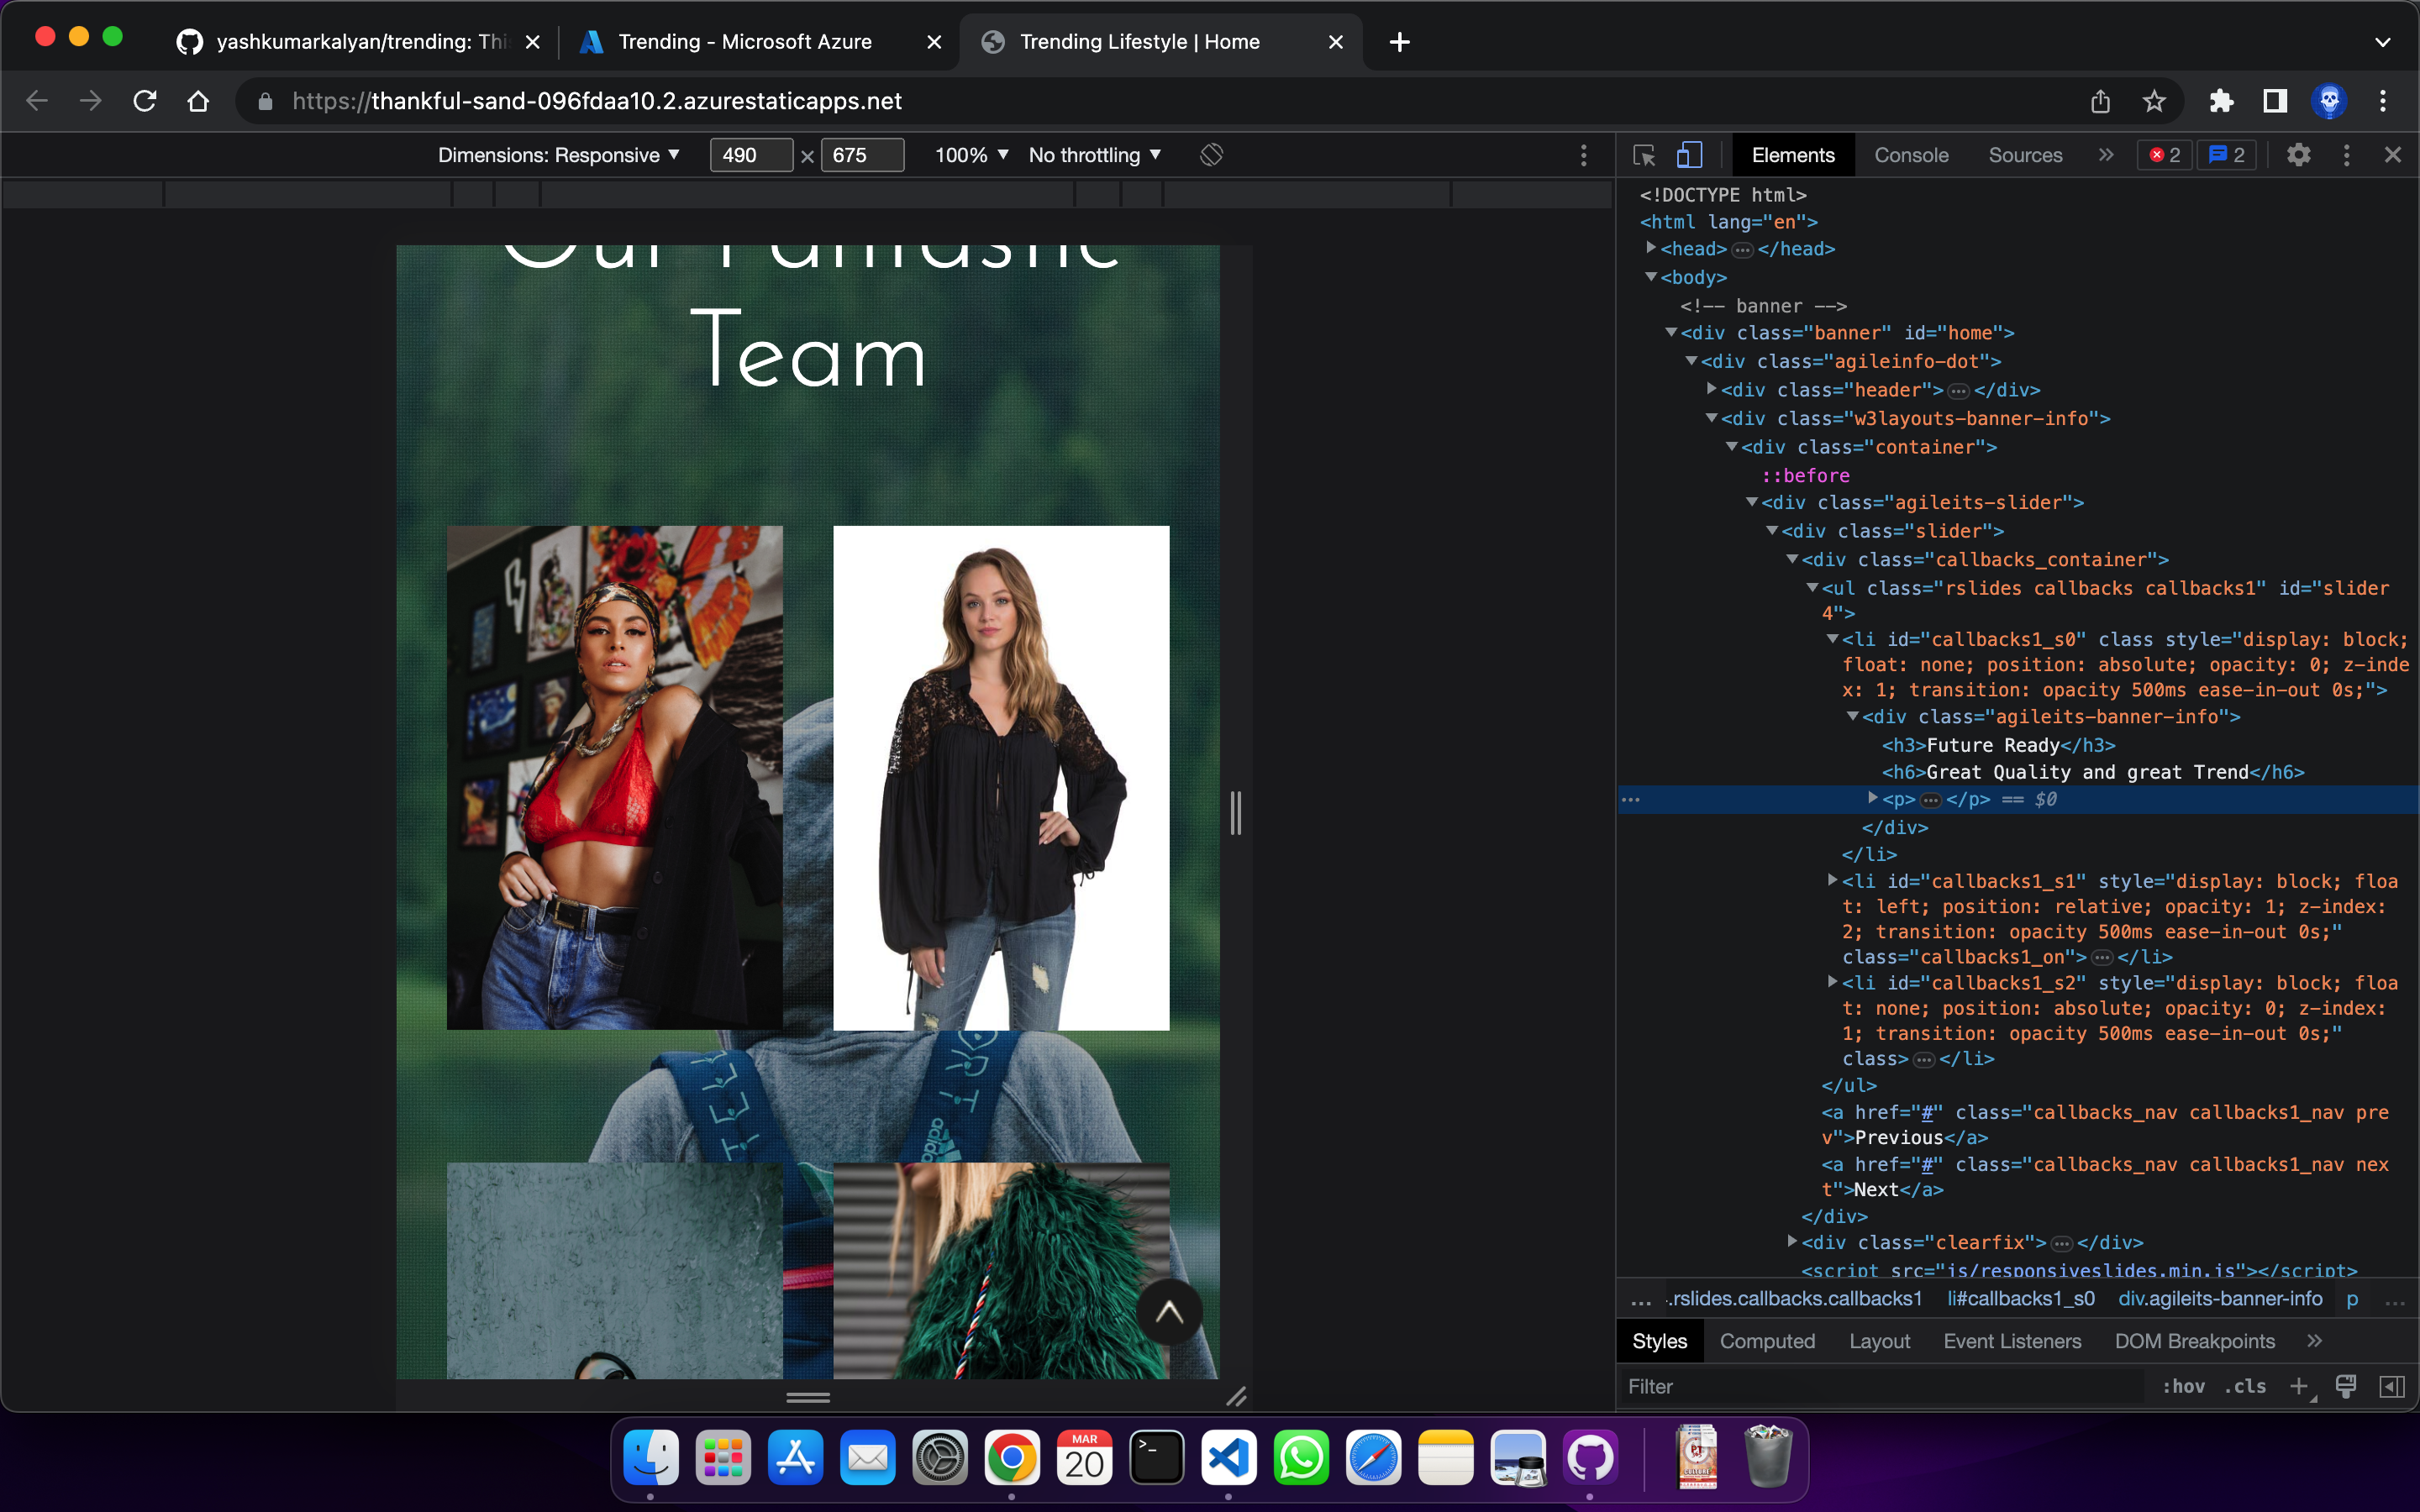 yashkumarkalyan/trending: Thi
Trending - Microsoft Azure
Trending Lifestyle | Home
https://thankful-sand-096fdaa10.2.azurestaticapps.net
Dimensions: Responsive
490
×
675
100%
No throttling
Elements
Console
Sources
2
2
Our Fantastic
Team
adidas
<!DOCTYPE html>
<html lang="en">
<head>…</head>
<body>
<!-- banner -->
<div class="banner" id="home">
<div class="agileinfo-dot">
<div class="header">…</div>
<div class="w3layouts-banner-info">
<div class="container">
::before
<div class="agileits-slider">
<div class="slider">
<div class="callbacks_container">
<ul class="rslides callbacks callbacks1" id="slider
4">
<li id="callbacks1_s0" class style="display: block;
float: none; position: absolute; opacity: 0; z-inde
x: 1; transition: opacity 500ms ease-in-out 0s;">
<div class="agileits-banner-info">
<h3>Future Ready</h3>
<h6>Great Quality and great Trend</h6>
… <p>…</p> == $0
</div>
</li>
<li id="callbacks1_s1" style="display: block; floa
t: left; position: relative; opacity: 1; z-index:
2; transition: opacity 500ms ease-in-out 0s;"
class="callbacks1_on">…</li>
<li id="callbacks1_s2" style="display: block; floa
t: none; position: absolute; opacity: 0; z-index:
1; transition: opacity 500ms ease-in-out 0s;"
class>…</li>
</ul>
<a href="#" class="callbacks_nav callbacks1_nav pre
v">Previous</a>
<a href="#" class="callbacks_nav callbacks1_nav nex
t">Next</a>
</div>
<div class="clearfix">…</div>
<script src="js/responsiveslides.min.js"></script>
… .rslides.callbacks.callbacks1 li#callbacks1_s0 div.agileits-banner-info p …
Styles Computed Layout Event Listeners DOM Breakpoints
Filter
:hov .cls
MAR
20
>_